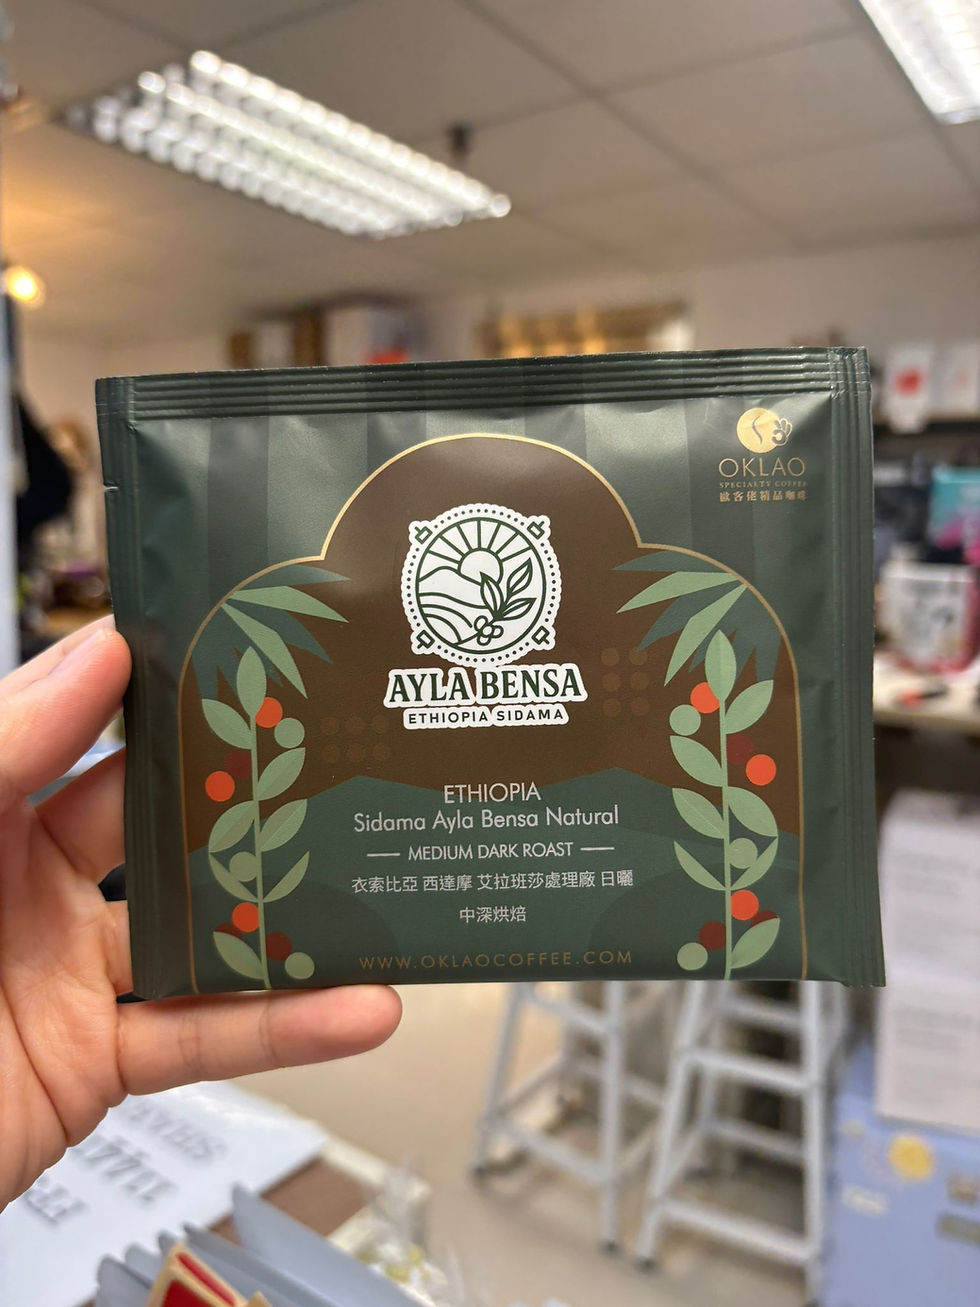 OKLAO
SPECIALTY COFFEE
歐客佬精品咖啡
AYLA BENSA
ETHIOPIA SIDAMA
ETHIOPIA
Sidama Ayla Bensa Natural
MEDIUM DARK ROAST
衣索比亞 西達摩 艾拉班莎處理廠 日曬
中深烘焙
WWW.OKLAOCOFFEE.COM